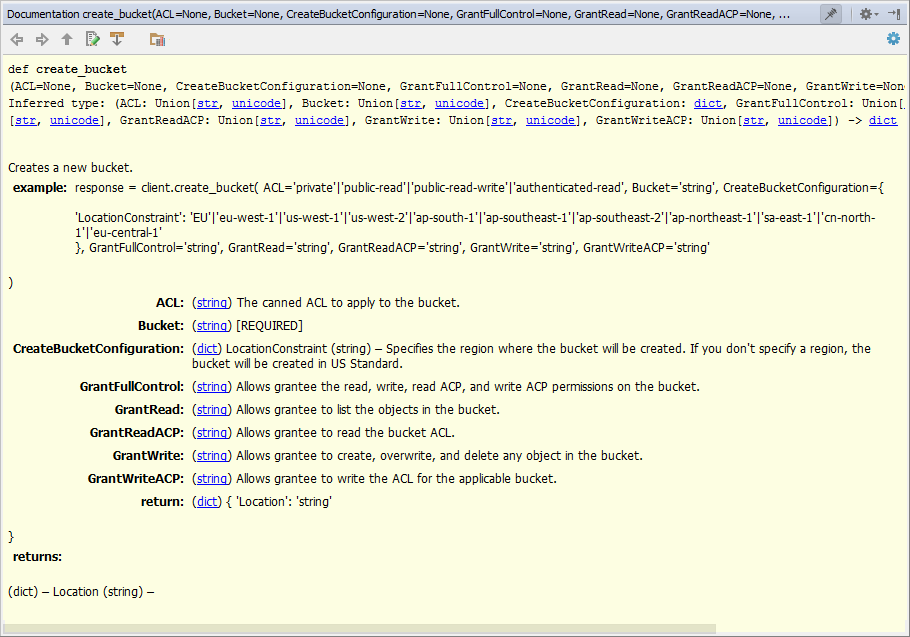 Documentation create_bucket(ACL=None, Bucket=None, CreateBucketConfiguration=None, GrantFullControl=None, GrantRead=None, GrantReadACP=None, ...
def create_bucket
(ACL=None, Bucket=None, CreateBucketConfiguration=None, GrantFullControl=None, GrantRead=None, GrantReadACP=None, GrantWrite=Non
Inferred type: (ACL: Union[str, unicode], Bucket: Union[str, unicode], CreateBucketConfiguration: dict, GrantFullControl: Union[
[str, unicode], GrantReadACP: Union[str, unicode], GrantWrite: Union[str, unicode], GrantWriteACP: Union[str, unicode]) -> dict
Creates a new bucket.
example: response = client.create_bucket( ACL='private'|'public-read'|'public-read-write'|'authenticated-read', Bucket='string', CreateBucketConfiguration={
'LocationConstraint': 'EU'|'eu-west-1'|'us-west-1'|'us-west-2'|'ap-south-1'|'ap-southeast-1'|'ap-southeast-2'|'ap-northeast-1'|'sa-east-1'|'cn-north-
1'|'eu-central-1'
}, GrantFullControl='string', GrantRead='string', GrantReadACP='string', GrantWrite='string', GrantWriteACP='string'
)
ACL: (string) The canned ACL to apply to the bucket.
Bucket: (string) [REQUIRED]
CreateBucketConfiguration: (dict) LocationConstraint (string) – Specifies the region where the bucket will be created. If you don't specify a region, the
bucket will be created in US Standard.
GrantFullControl: (string) Allows grantee the read, write, read ACP, and write ACP permissions on the bucket.
GrantRead: (string) Allows grantee to list the objects in the bucket.
GrantReadACP: (string) Allows grantee to read the bucket ACL.
GrantWrite: (string) Allows grantee to create, overwrite, and delete any object in the bucket.
GrantWriteACP: (string) Allows grantee to write the ACL for the applicable bucket.
return: (dict) { 'Location': 'string'
}
returns:
(dict) – Location (string) –